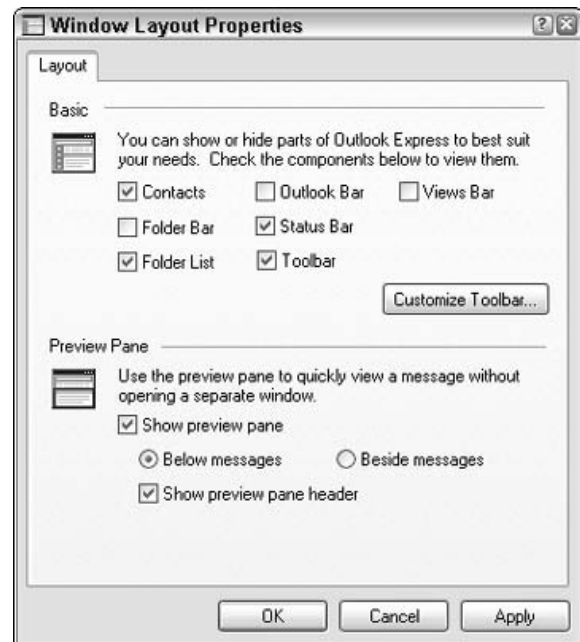 Window Layout Properties
Layout
Basic
You can show or hide parts of Outlook Express to best suit
your needs. Check the components below to view them.
Contacts Outlook Bar Views Bar
Folder Bar Status Bar
Folder List Toolbar
Customize Toolbar...
Preview Pane
Use the preview pane to quickly view a message without
opening a separate window.
Show preview pane
Below messages Beside messages
Show preview pane header
OK Cancel Apply